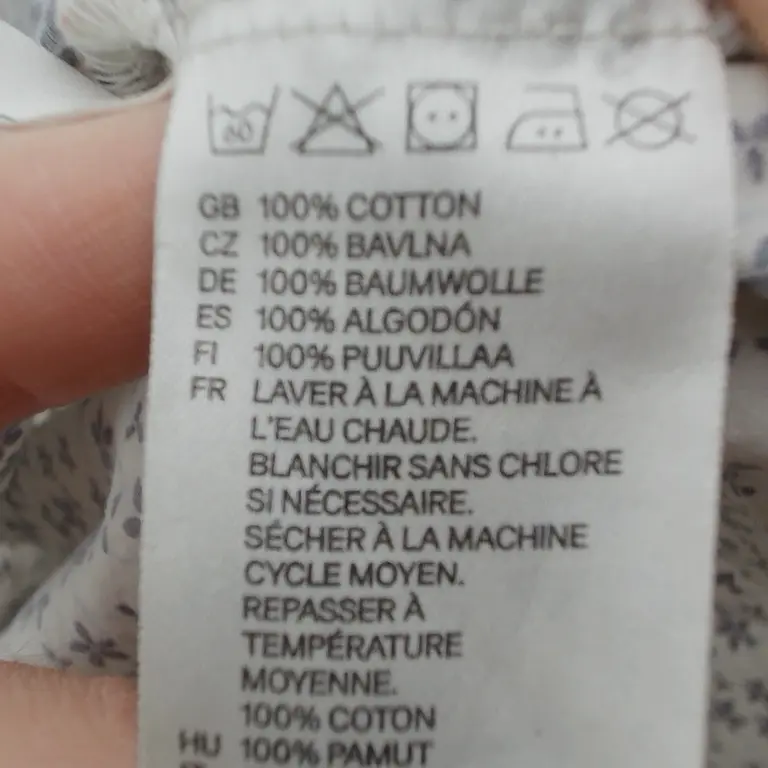 GB 100% COTTON
CZ 100% BAVLNA
DE 100% BAUMWOLLE
ES 100% ALGODÓN
FI 100% PUUVILLAA
FR LAVER À LA MACHINE À
L'EAU CHAUDE.
BLANCHIR SANS CHLORE
SI NÉCESSAIRE.
SÉCHER À LA MACHINE
CYCLE MOYEN.
REPASSER À
TEMPÉRATURE
MOYENNE.
100% COTON
HU 100% PAMUT